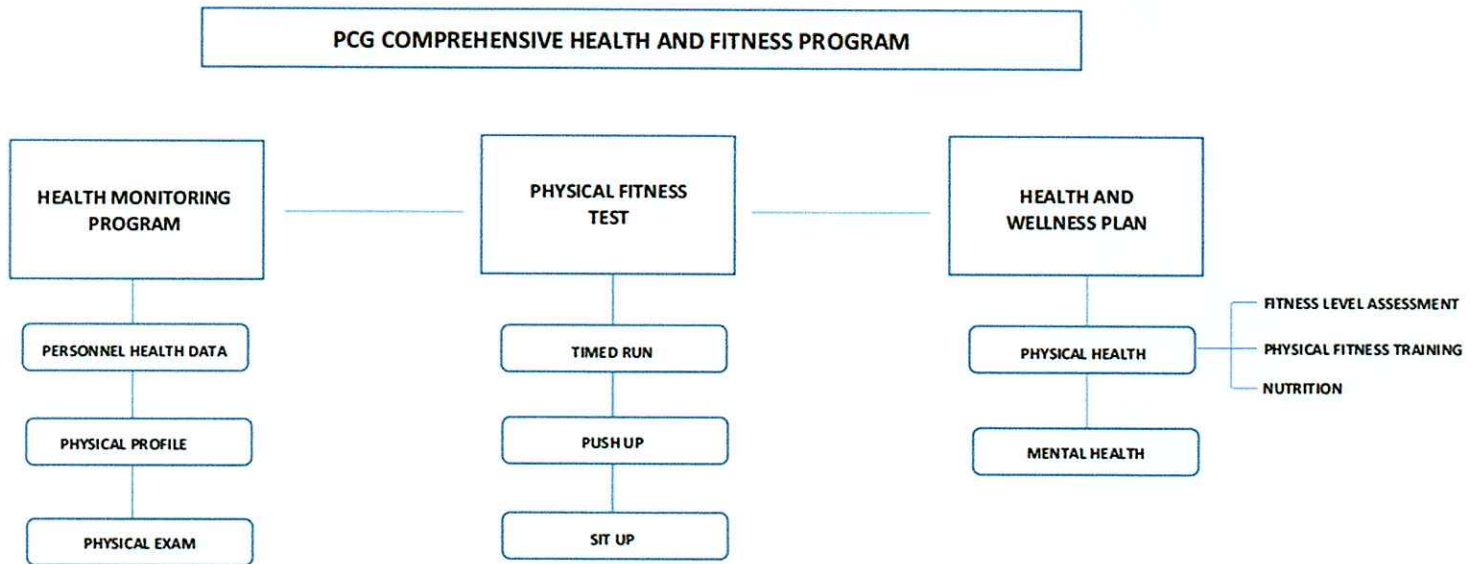 PCG COMPREHENSIVE HEALTH AND FITNESS PROGRAM
HEALTH MONITORING
PROGRAM
PERSONNEL HEALTH DATA
PHYSICAL PROFILE
PHYSICAL EXAM
PHYSICAL FITNESS
TEST
TIMED RUN
PUSH UP
SIT UP
HEALTH AND
WELLNESS PLAN
PHYSICAL HEALTH
FITNESS LEVEL ASSESSMENT
PHYSICAL FITNESS TRAINING
NUTRITION
MENTAL HEALTH